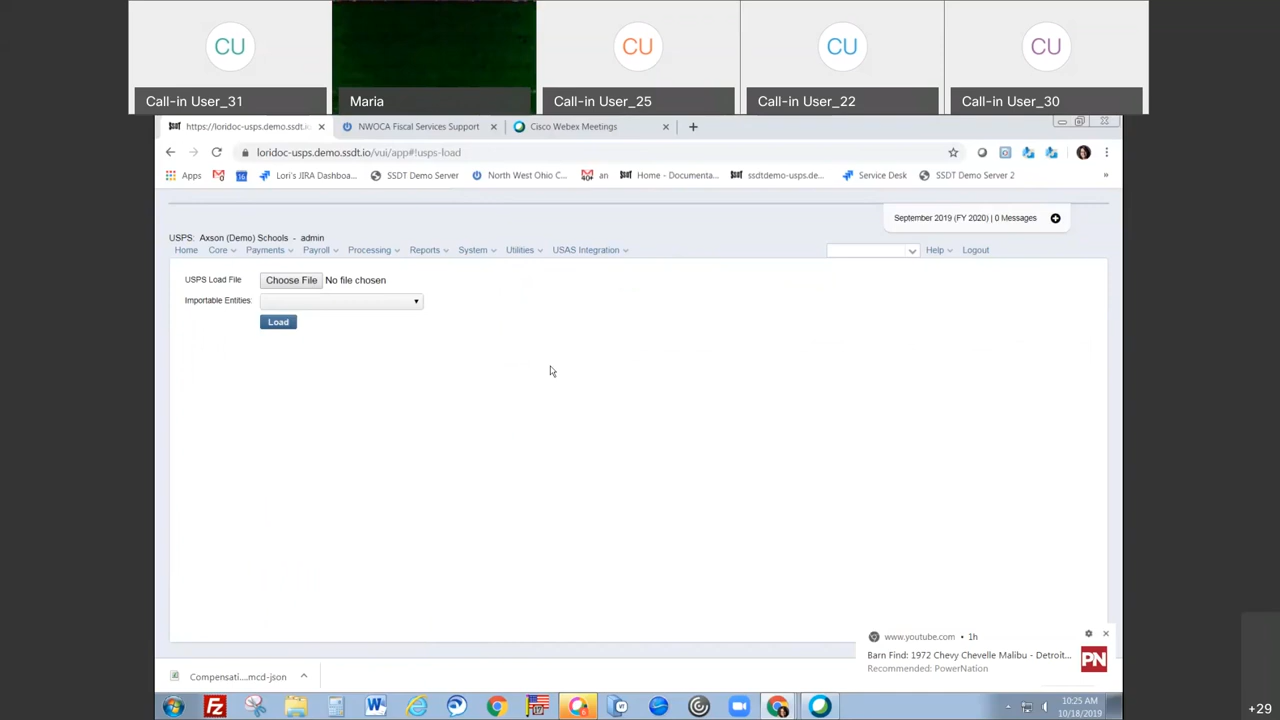 CU CU CU CU
Call-in User_31 Maria Call-in User_25 Call-in User_22 Call-in User_30
https://loridoc-usps.demo.ssdt.io NWOCA Fiscal Services Support Cisco Webex Meetings
loridoc-usps.demo.ssdt.io/vui/app#!usps-load
Apps Lori's JIRA Dashboa... SSDT Demo Server North West Ohio C... 40+ an Home - Documenta... ssdtdemo-usps.de... Service Desk SSDT Demo Server 2 »
September 2019 (FY 2020) | 0 Messages
USPS: Axson (Demo) Schools - admin
Home Core Payments Payroll Processing Reports System Utilities USAS Integration Help Logout
USPS Load File Choose File No file chosen
Importable Entities:
Load
www.youtube.com • 1h
Barn Find: 1972 Chevy Chevelle Malibu - Detroit...
Recommended: PowerNation
PN
Compensati....mcd-json
10:25 AM
10/18/2019
+29